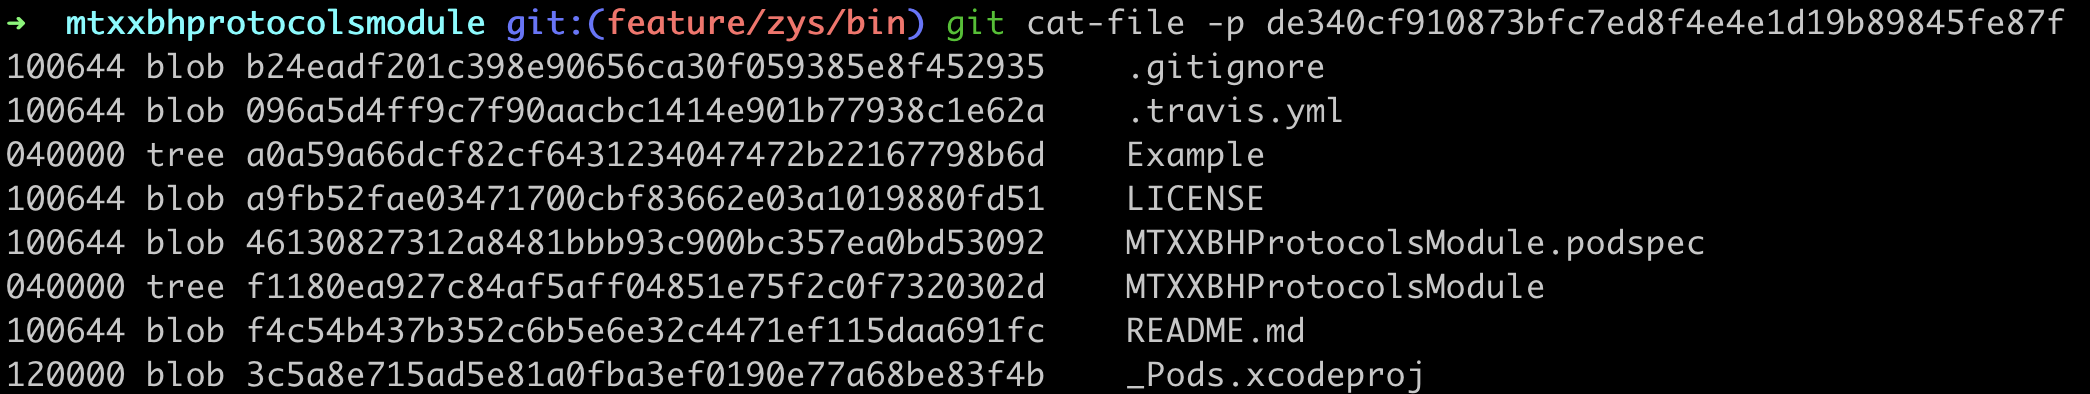 ➜  mtxxbhprotocolsmodule git:(feature/zys/bin) git cat-file -p de340cf910873bfc7ed8f4e4e1d19b89845fe87f
100644 blob b24eadf201c398e90656ca30f059385e8f452935    .gitignore
100644 blob 096a5d4ff9c7f90aacbc1414e901b77938c1e62a    .travis.yml
040000 tree a0a59a66dcf82cf6431234047472b22167798b6d    Example
100644 blob a9fb52fae03471700cbf83662e03a1019880fd51    LICENSE
100644 blob 46130827312a8481bbb93c900bc357ea0bd53092    MTXXBHProtocolsModule.podspec
040000 tree f1180ea927c84af5aff04851e75f2c0f7320302d    MTXXBHProtocolsModule
100644 blob f4c54b437b352c6b5e6e32c4471ef115daa691fc    README.md
120000 blob 3c5a8e715ad5e81a0fba3ef0190e77a68be83f4b    _Pods.xcodeproj